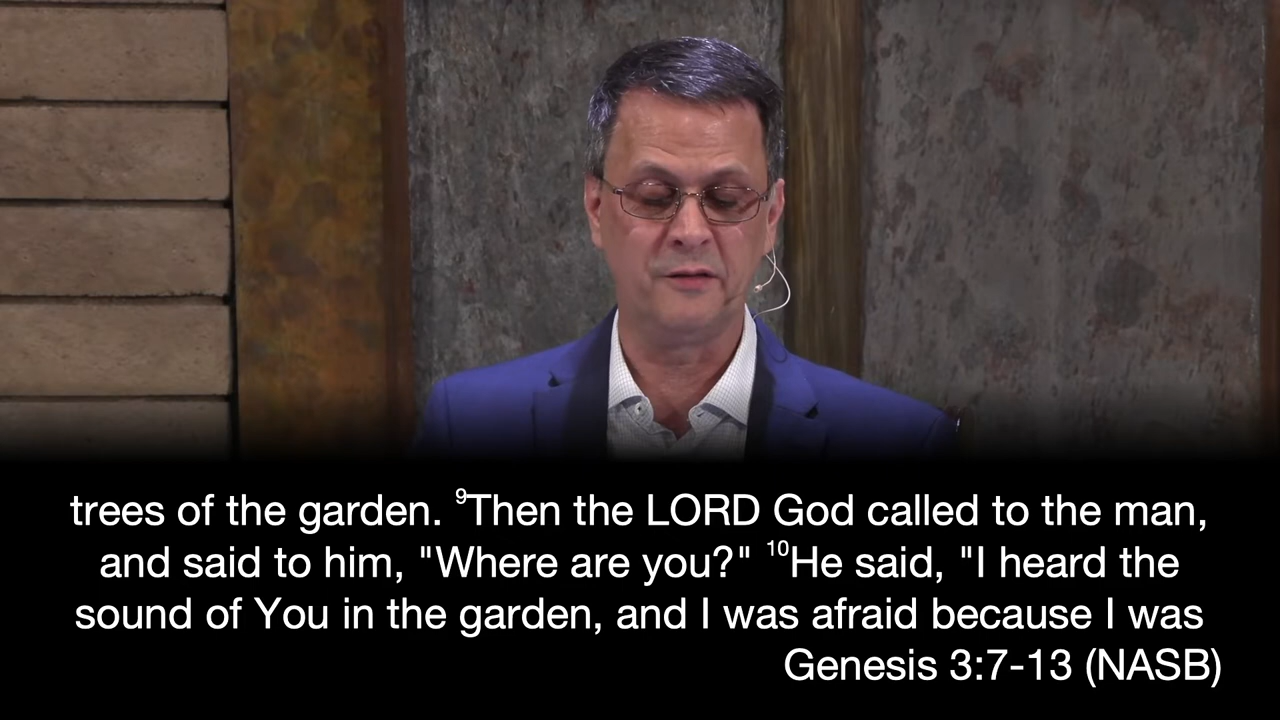 trees of the garden. ⁹Then the LORD God called to the man,
and said to him, "Where are you?" ¹⁰He said, "I heard the
sound of You in the garden, and I was afraid because I was
Genesis 3:7-13 (NASB)